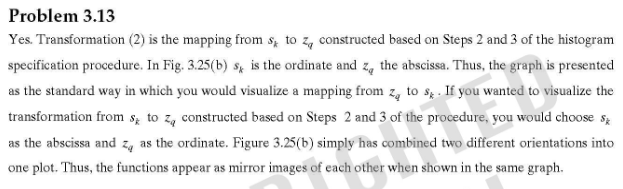 Problem 3.13
Yes. Transformation (2) is the mapping from s_k to z_q constructed based on Steps 2 and 3 of the histogram
specification procedure. In Fig. 3.25(b) s_k is the ordinate and z_q the abscissa. Thus, the graph is presented
as the standard way in which you would visualize a mapping from z_q to s_k. If you wanted to visualize the
transformation from s_k to z_q constructed based on Steps 2 and 3 of the procedure, you would choose s_k
as the abscissa and z_q as the ordinate. Figure 3.25(b) simply has combined two different orientations into
one plot. Thus, the functions appear as mirror images of each other when shown in the same graph.